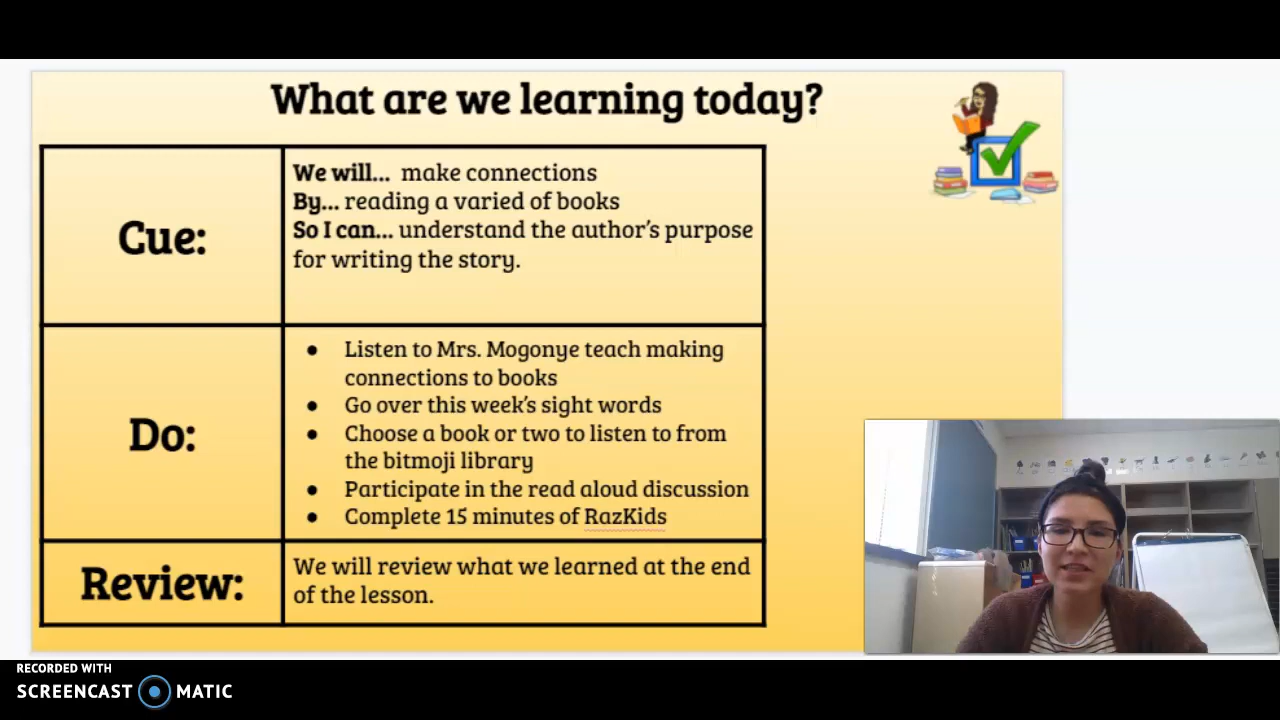 What are we learning today?
Cue:
We will... make connections
By... reading a varied of books
So I can... understand the author's purpose
for writing the story.
Do:
● Listen to Mrs. Mogonye teach making
connections to books
● Go over this week's sight words
● Choose a book or two to listen to from
the bitmoji library
● Participate in the read aloud discussion
● Complete 15 minutes of RazKids
Review:
We will review what we learned at the end
of the lesson.
RECORDED WITH
SCREENCAST MATIC